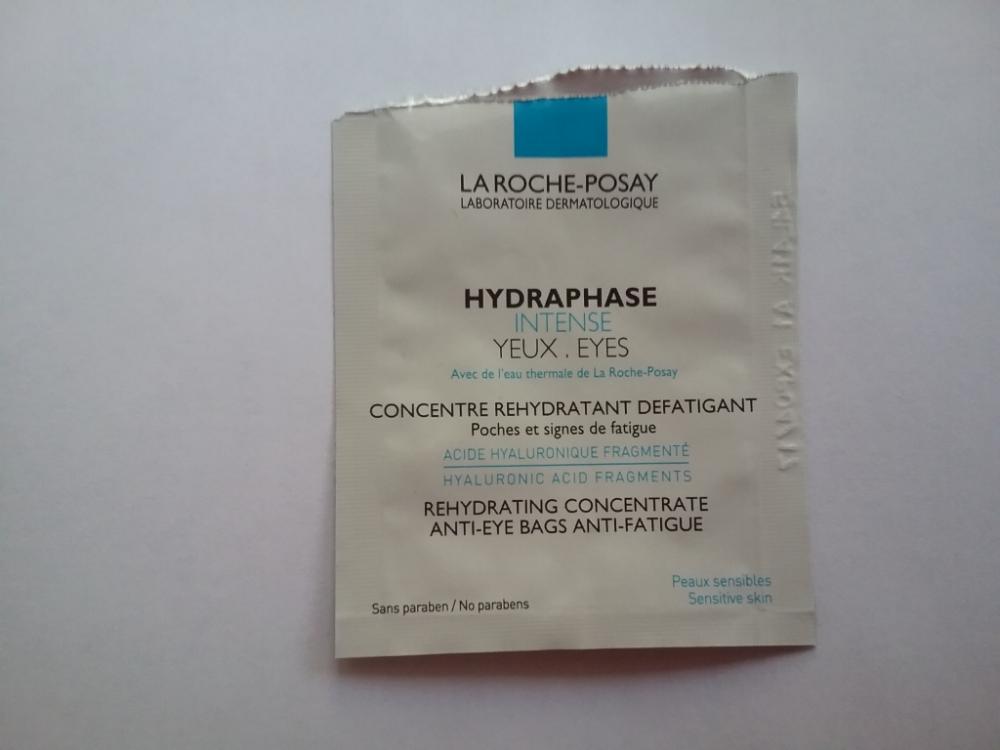 LA ROCHE-POSAY
LABORATOIRE DERMATOLOGIQUE
HYDRAPHASE
INTENSE
YEUX . EYES
Avec de l'eau thermale de La Roche-Posay
CONCENTRE REHYDRATANT DEFATIGANT
Poches et signes de fatigue
ACIDE HYALURONIQUE FRAGMENTÉ
HYALURONIC ACID FRAGMENTS
REHYDRATING CONCENTRATE
ANTI-EYE BAGS ANTI-FATIGUE
Peaux sensibles
Sensitive skin
Sans paraben / No parabens